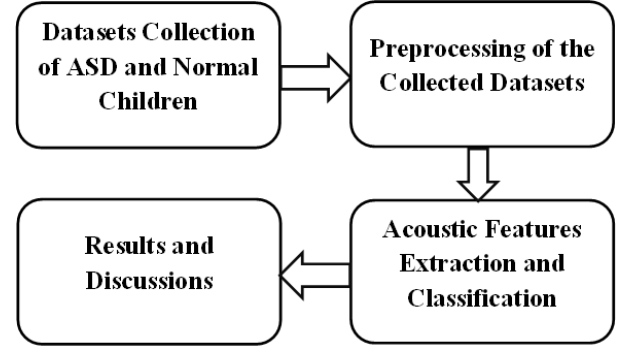 Datasets Collection
of ASD and Normal
Children
Preprocessing of the
Collected Datasets
Acoustic Features
Extraction and
Classification
Results and
Discussions